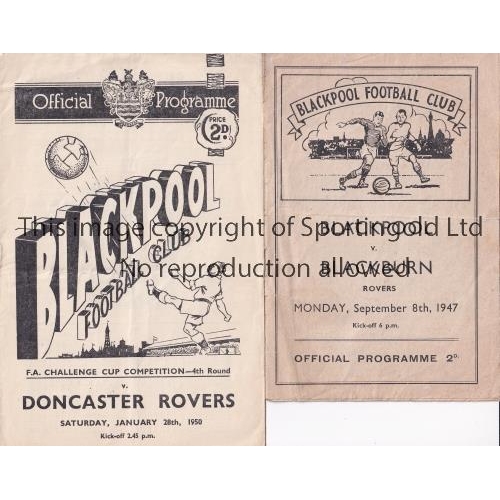 Official Programme
PRICE
2D.
BLACKPOOL
FOOTBALL CLUB
F.A. CHALLENGE CUP COMPETITION—4th Round
v.
DONCASTER ROVERS
SATURDAY, JANUARY 28th, 1950
Kick-off 2.45 p.m.
BLACKPOOL FOOTBALL CLUB
BLACKPOOL
v.
BLACKBURN
ROVERS
MONDAY, September 8th, 1947
Kick-off 6 p.m.
OFFICIAL PROGRAMME 2D.
This image copyright of Sportingold Ltd
No reproduction allowed